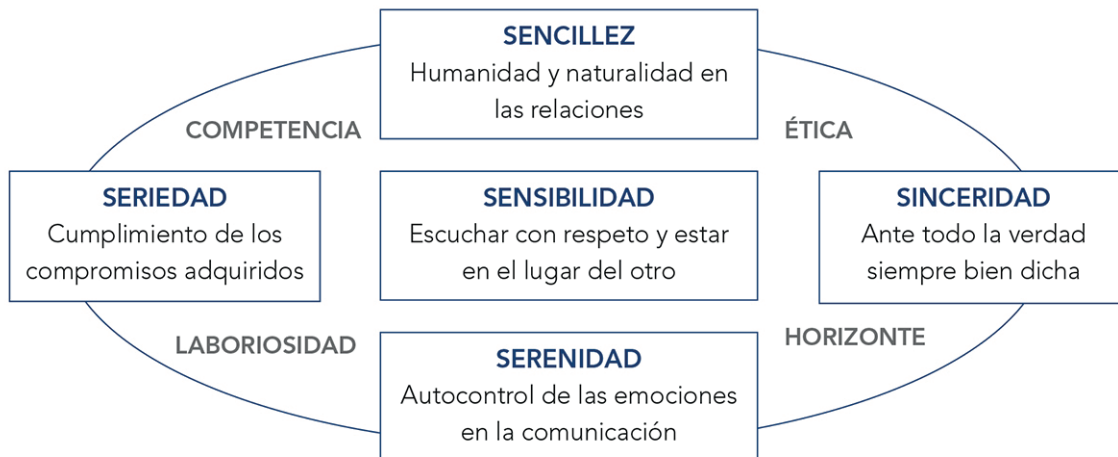 SENCILLEZ
Humanidad y naturalidad en
las relaciones
COMPETENCIA
ÉTICA
SERIEDAD
Cumplimiento de los
compromisos adquiridos
SENSIBILIDAD
Escuchar con respeto y estar
en el lugar del otro
SINCERIDAD
Ante todo la verdad
siempre bien dicha
LABORIOSIDAD
HORIZONTE
SERENIDAD
Autocontrol de las emociones
en la comunicación